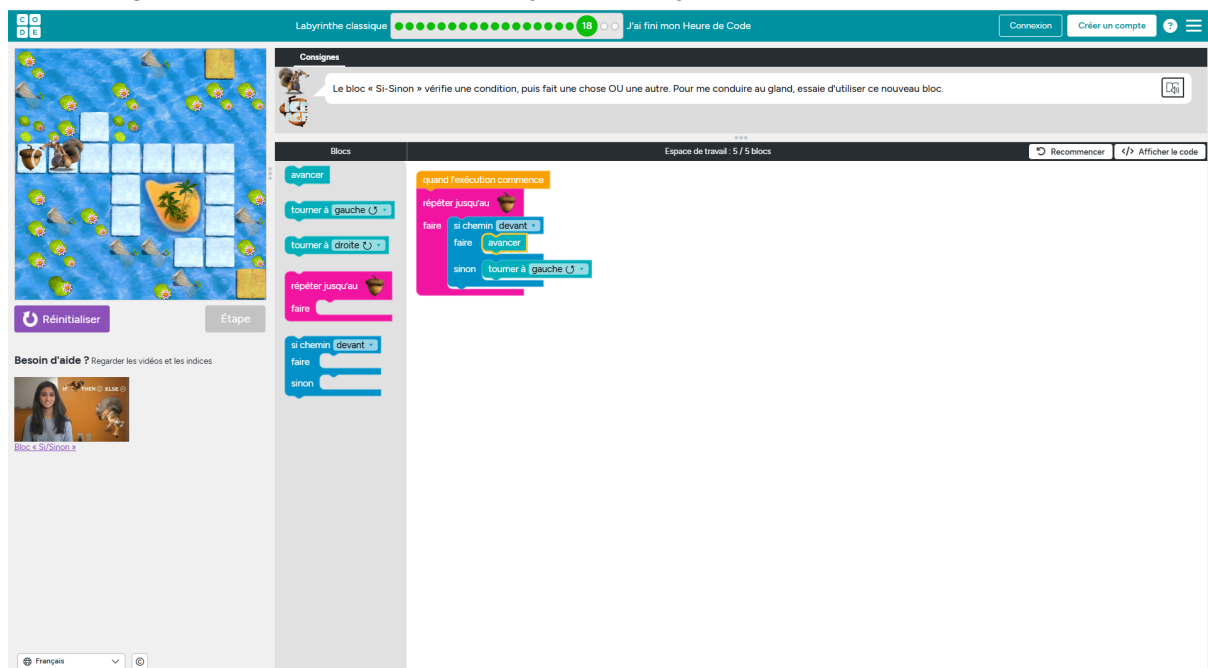 C O
D E
Labyrinthe classique
18
J'ai fini mon Heure de Code
Connexion
Créer un compte
?
Consignes
Le bloc « Si-Sinon » vérifie une condition, puis fait une chose OU une autre. Pour me conduire au gland, essaie d'utiliser ce nouveau bloc.
Blocs
Espace de travail : 5 / 5 blocs
Recommencer
</> Afficher le code
avancer
tourner à gauche ↺
tourner à droite ↻
répéter jusqu'au
faire
si chemin devant
faire
sinon
quand l'exécution commence
répéter jusqu'au
faire si chemin devant
faire avancer
sinon tourner à gauche ↺
Réinitialiser
Étape
Besoin d'aide ? Regarder les vidéos et les indices
IF THEN ELSE
Bloc « Si/Sinon »
Français
©